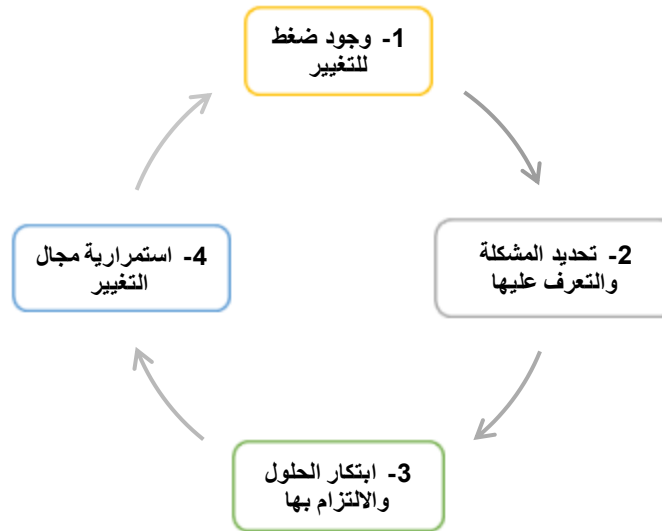 1- وجود ضغط
للتغيير
2- تحديد المشكلة
والتعرف عليها
3- ابتكار الحلول
والالتزام بها
4- استمرارية مجال
التغيير